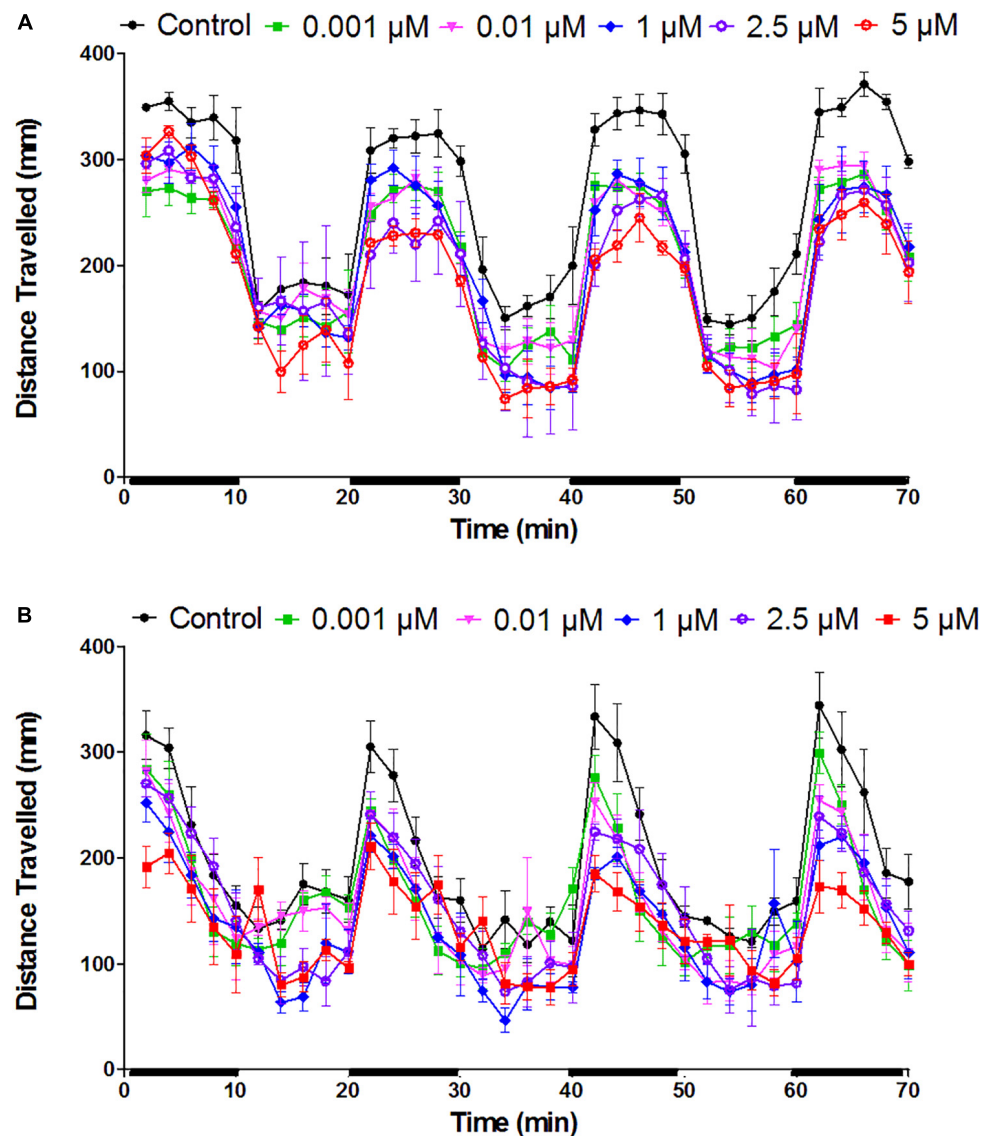 A
Control 0.001 μM 0.01 μM 1 μM 2.5 μM 5 μM
400
300
200
100
0
Distance Travelled (mm)
0 10 20 30 40 50 60 70
Time (min)
B
Control 0.001 μM 0.01 μM 1 μM 2.5 μM 5 μM
400
300
200
100
0
Distance Travelled (mm)
0 10 20 30 40 50 60 70
Time (min)